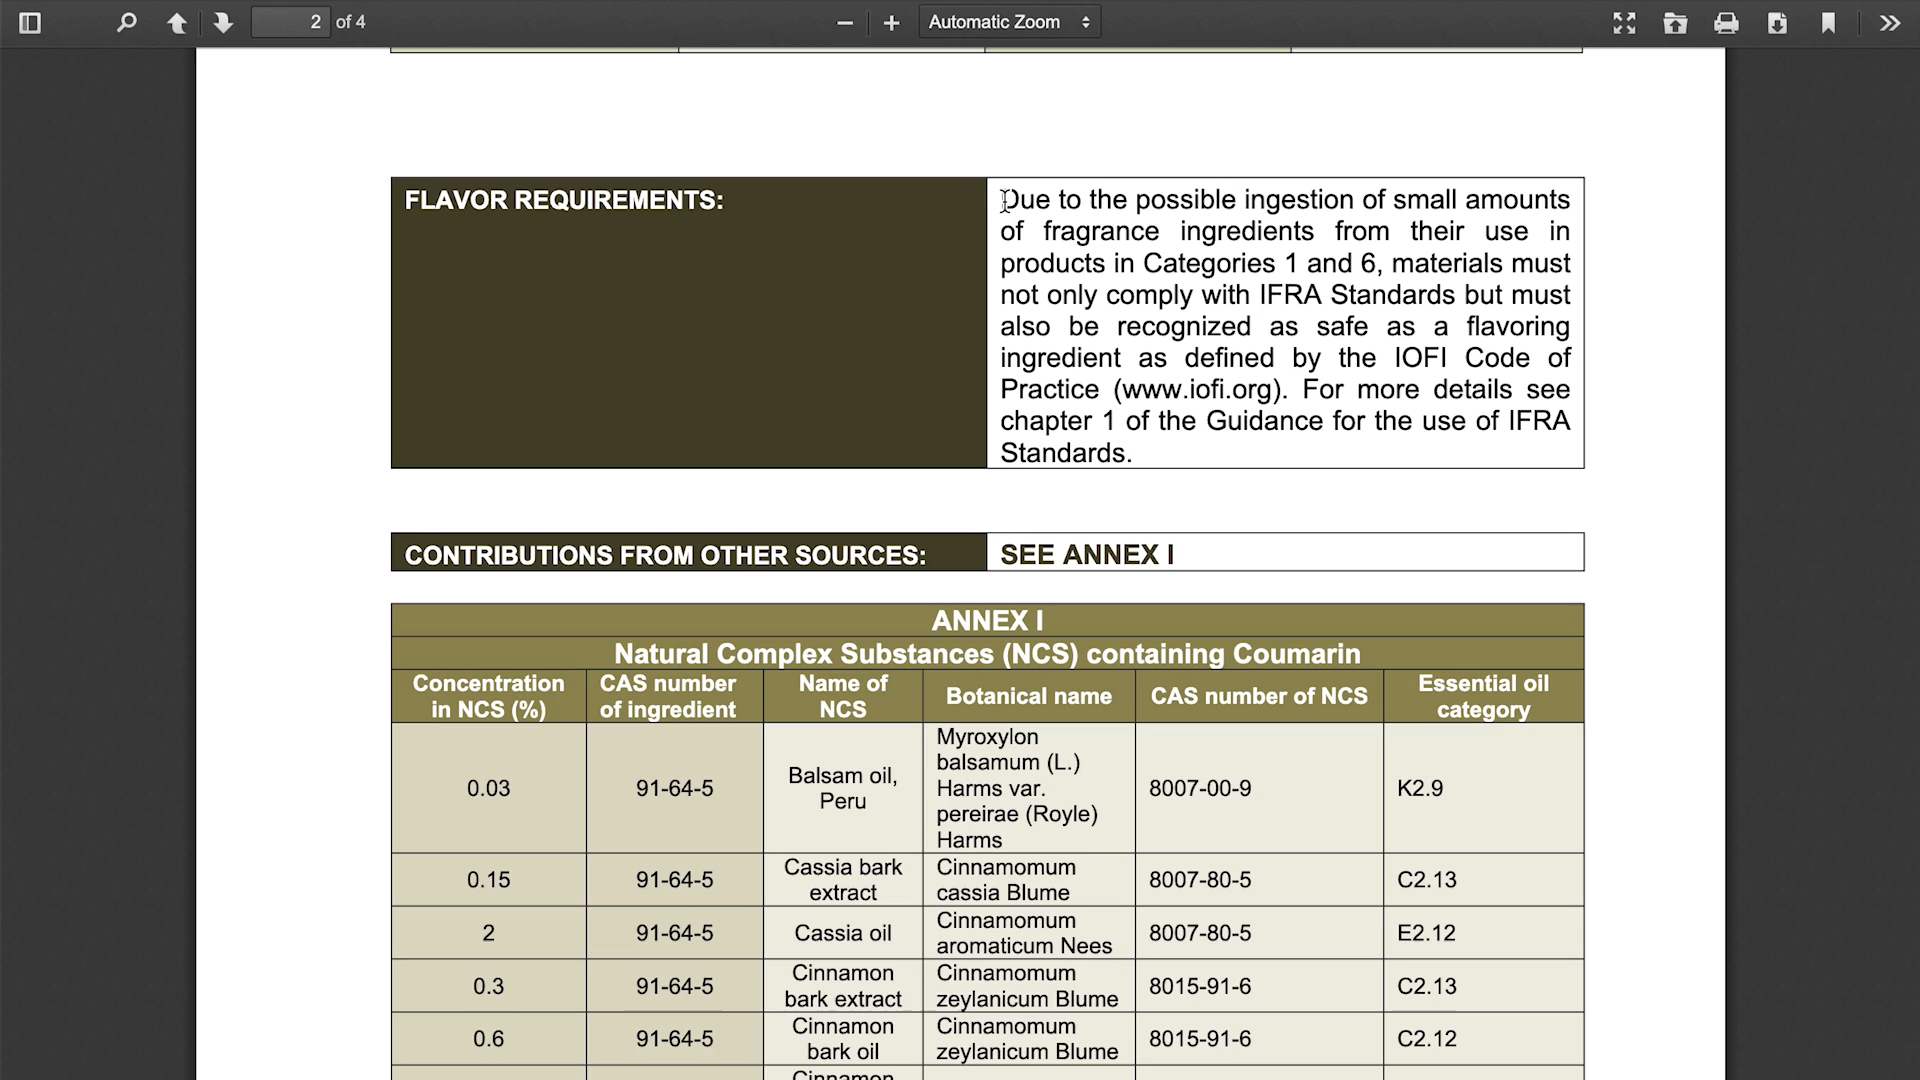 2 of 4
Automatic Zoom
FLAVOR REQUIREMENTS:
Due to the possible ingestion of small amounts
of fragrance ingredients from their use in
products in Categories 1 and 6, materials must
not only comply with IFRA Standards but must
also be recognized as safe as a flavoring
ingredient as defined by the IOFI Code of
Practice (www.iofi.org). For more details see
chapter 1 of the Guidance for the use of IFRA
Standards.
CONTRIBUTIONS FROM OTHER SOURCES:
SEE ANNEX I
ANNEX I
Natural Complex Substances (NCS) containing Coumarin
Concentration
in NCS (%)
CAS number
of ingredient
Name of
NCS
Botanical name
CAS number of NCS
Essential oil
category
0.03
91-64-5
Balsam oil,
Peru
Myroxylon
balsamum (L.)
Harms var.
pereirae (Royle)
Harms
8007-00-9
K2.9
0.15
91-64-5
Cassia bark
extract
Cinnamomum
cassia Blume
8007-80-5
C2.13
2
91-64-5
Cassia oil
Cinnamomum
aromaticum Nees
8007-80-5
E2.12
0.3
91-64-5
Cinnamon
bark extract
Cinnamomum
zeylanicum Blume
8015-91-6
C2.13
0.6
91-64-5
Cinnamon
bark oil
Cinnamomum
zeylanicum Blume
8015-91-6
C2.12
Cinnamon